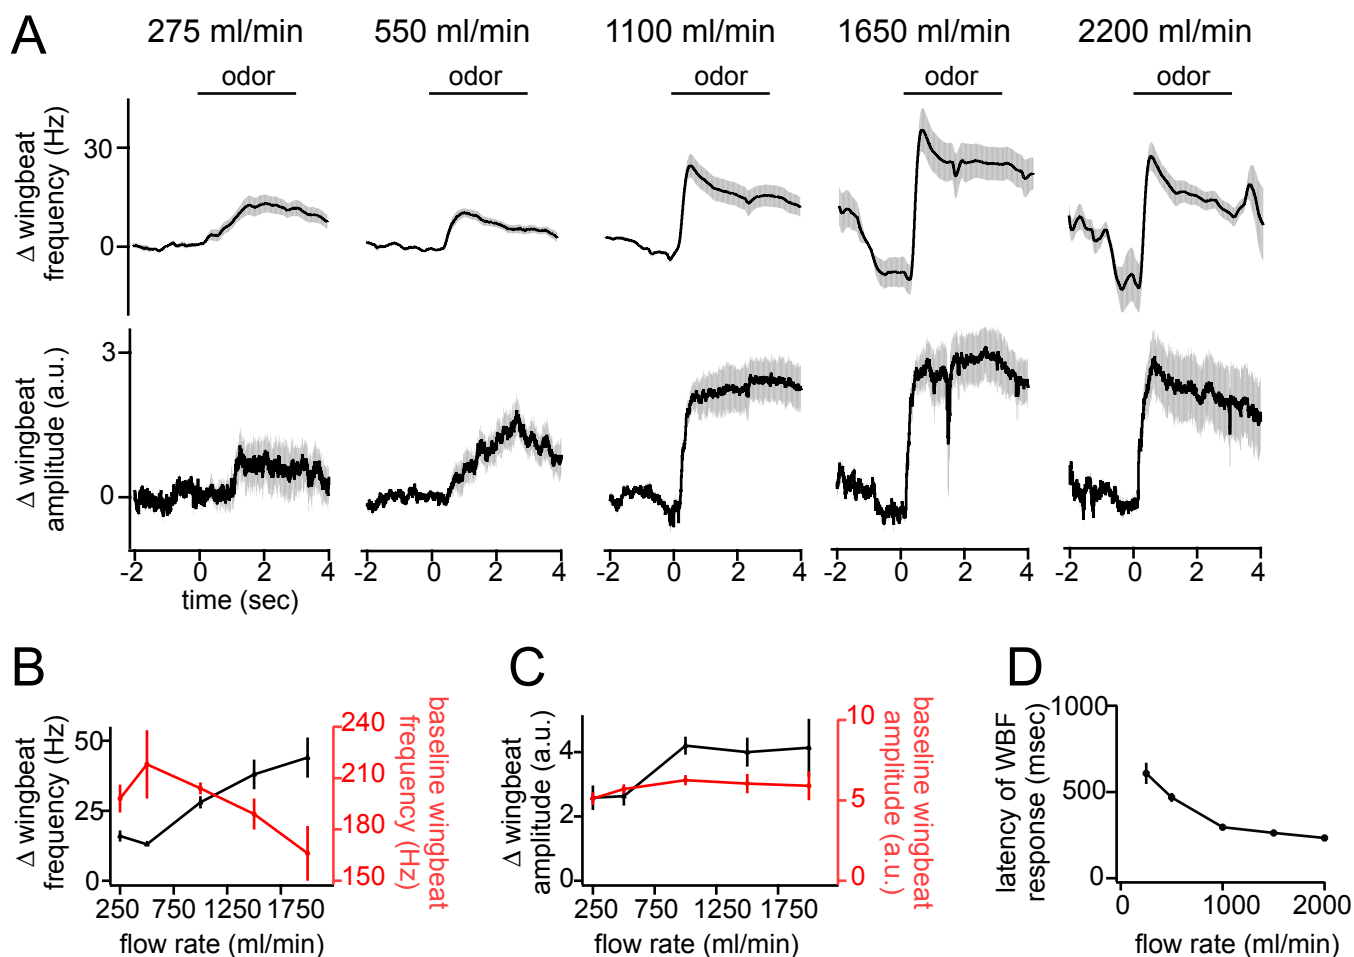 A
275 ml/min 550 ml/min 1100 ml/min 1650 ml/min 2200 ml/min
odor odor odor odor odor
Δ wingbeat
frequency (Hz)
30
0
Δ wingbeat
amplitude (a.u.)
3
0
-2 0 2 4 -2 0 2 4 -2 0 2 4 -2 0 2 4 -2 0 2 4
time (sec)
B
Δ wingbeat
frequency (Hz)
50
25
0
240
210
180
150
baseline wingbeat
frequency (Hz)
250 750 1250 1750
flow rate (ml/min)
C
Δ wingbeat
amplitude (a.u.)
4
2
0
10
5
0
baseline wingbeat
amplitude (a.u.)
250 750 1250 1750
flow rate (ml/min)
D
latency of WBF
response (msec)
1000
500
0
0 1000 2000
flow rate (ml/min)